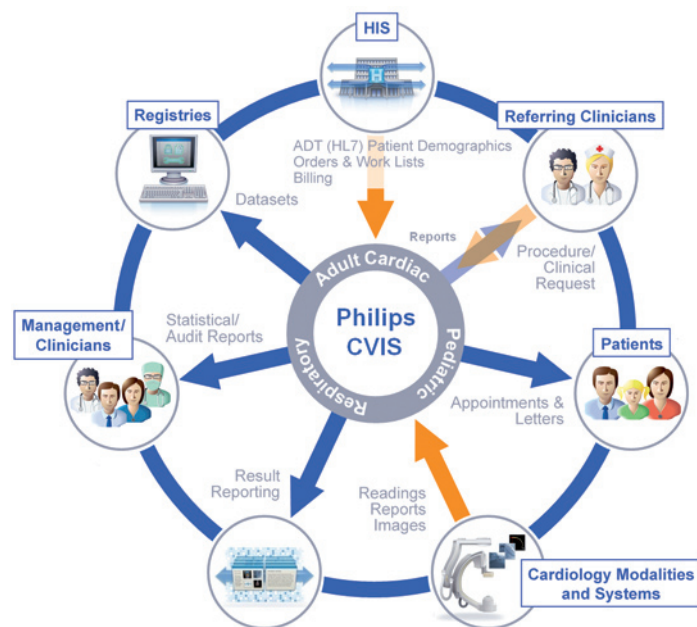 HIS
Registries
Referring Clinicians
H
ADT (HL7) Patient Demographics
Orders & Work Lists
Billing
Datasets
Reports
Procedure/
Clinical
Request
Adult Cardiac
Philips
CVIS
Respiratory
Pediatric
Management/
Clinicians
Statistical/
Audit Reports
Patients
Appointments &
Letters
Result
Reporting
Readings
Reports
Images
Cardiology Modalities
and Systems